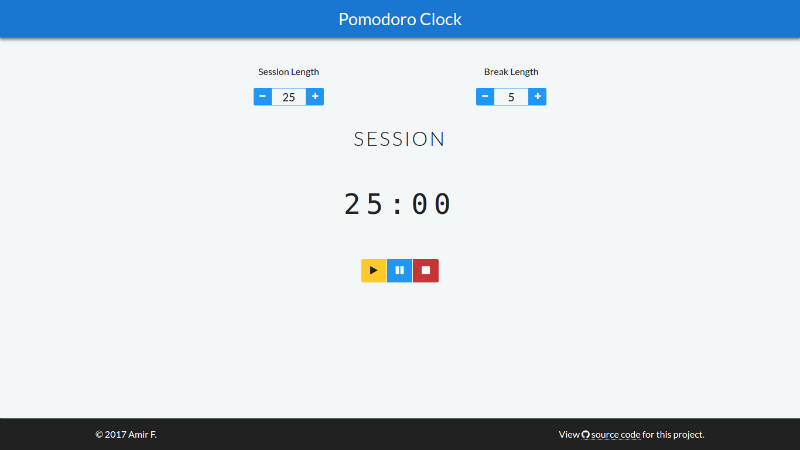 Pomodoro Clock
Session Length
Break Length
− 25 +
− 5 +
SESSION
25:00
© 2017 Amir F.
View source code for this project.